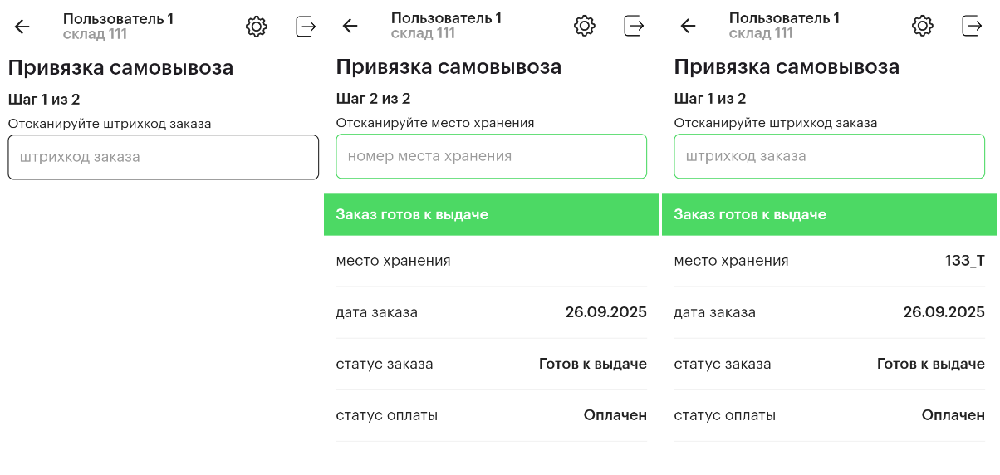 Пользователь 1
склад 111
Привязка самовывоза
Шаг 1 из 2
Отсканируйте штрихкод заказа
штрихкод заказа
Пользователь 1
склад 111
Привязка самовывоза
Шаг 2 из 2
Отсканируйте место хранения
номер места хранения
Заказ готов к выдаче
место хранения
дата заказа 26.09.2025
статус заказа Готов к выдаче
статус оплаты Оплачен
Пользователь 1
склад 111
Привязка самовывоза
Шаг 1 из 2
Отсканируйте штрихкод заказа
штрихкод заказа
Заказ готов к выдаче
место хранения 133_T
дата заказа 26.09.2025
статус заказа Готов к выдаче
статус оплаты Оплачен